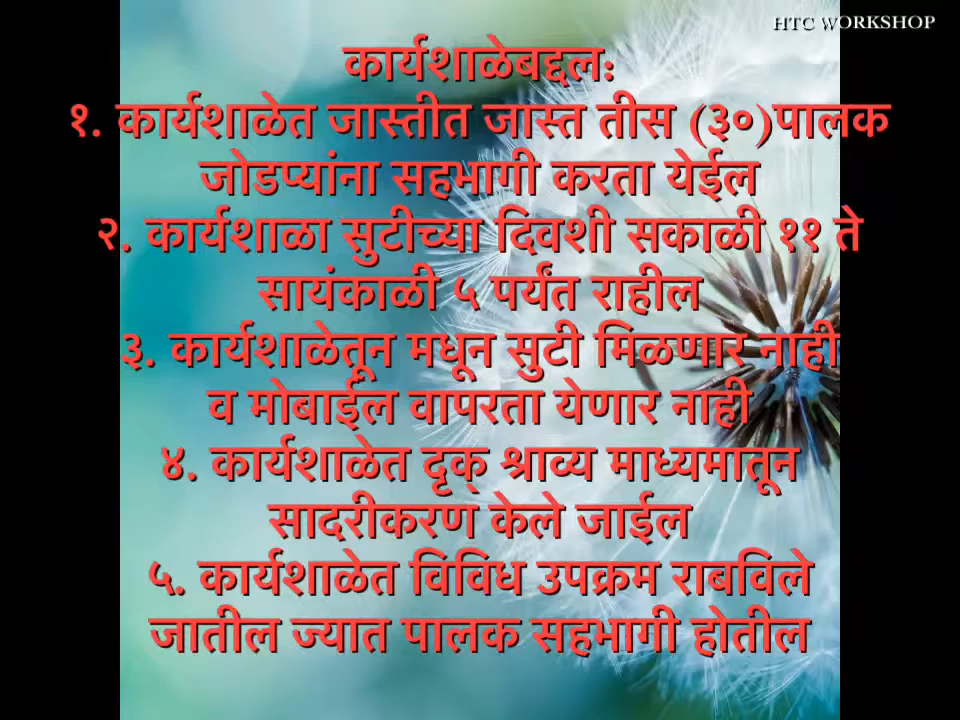 HTC WORKSHOP
कार्यशाळेबद्दल:
१. कार्यशाळेत जास्तीत जास्त तीस (३०)पालक
जोडप्यांना सहभागी करता येईल
२. कार्यशाळा सुटीच्या दिवशी सकाळी ११ ते
सायंकाळी ५ पर्यंत राहील
३. कार्यशाळेतून मधून सुटी मिळणार नाही
व मोबाईल वापरता येणार नाही
४. कार्यशाळेत दृक् श्राव्य माध्यमातून
सादरीकरण केले जाईल
५. कार्यशाळेत विविध उपक्रम राबविले
जातील ज्यात पालक सहभागी होतील